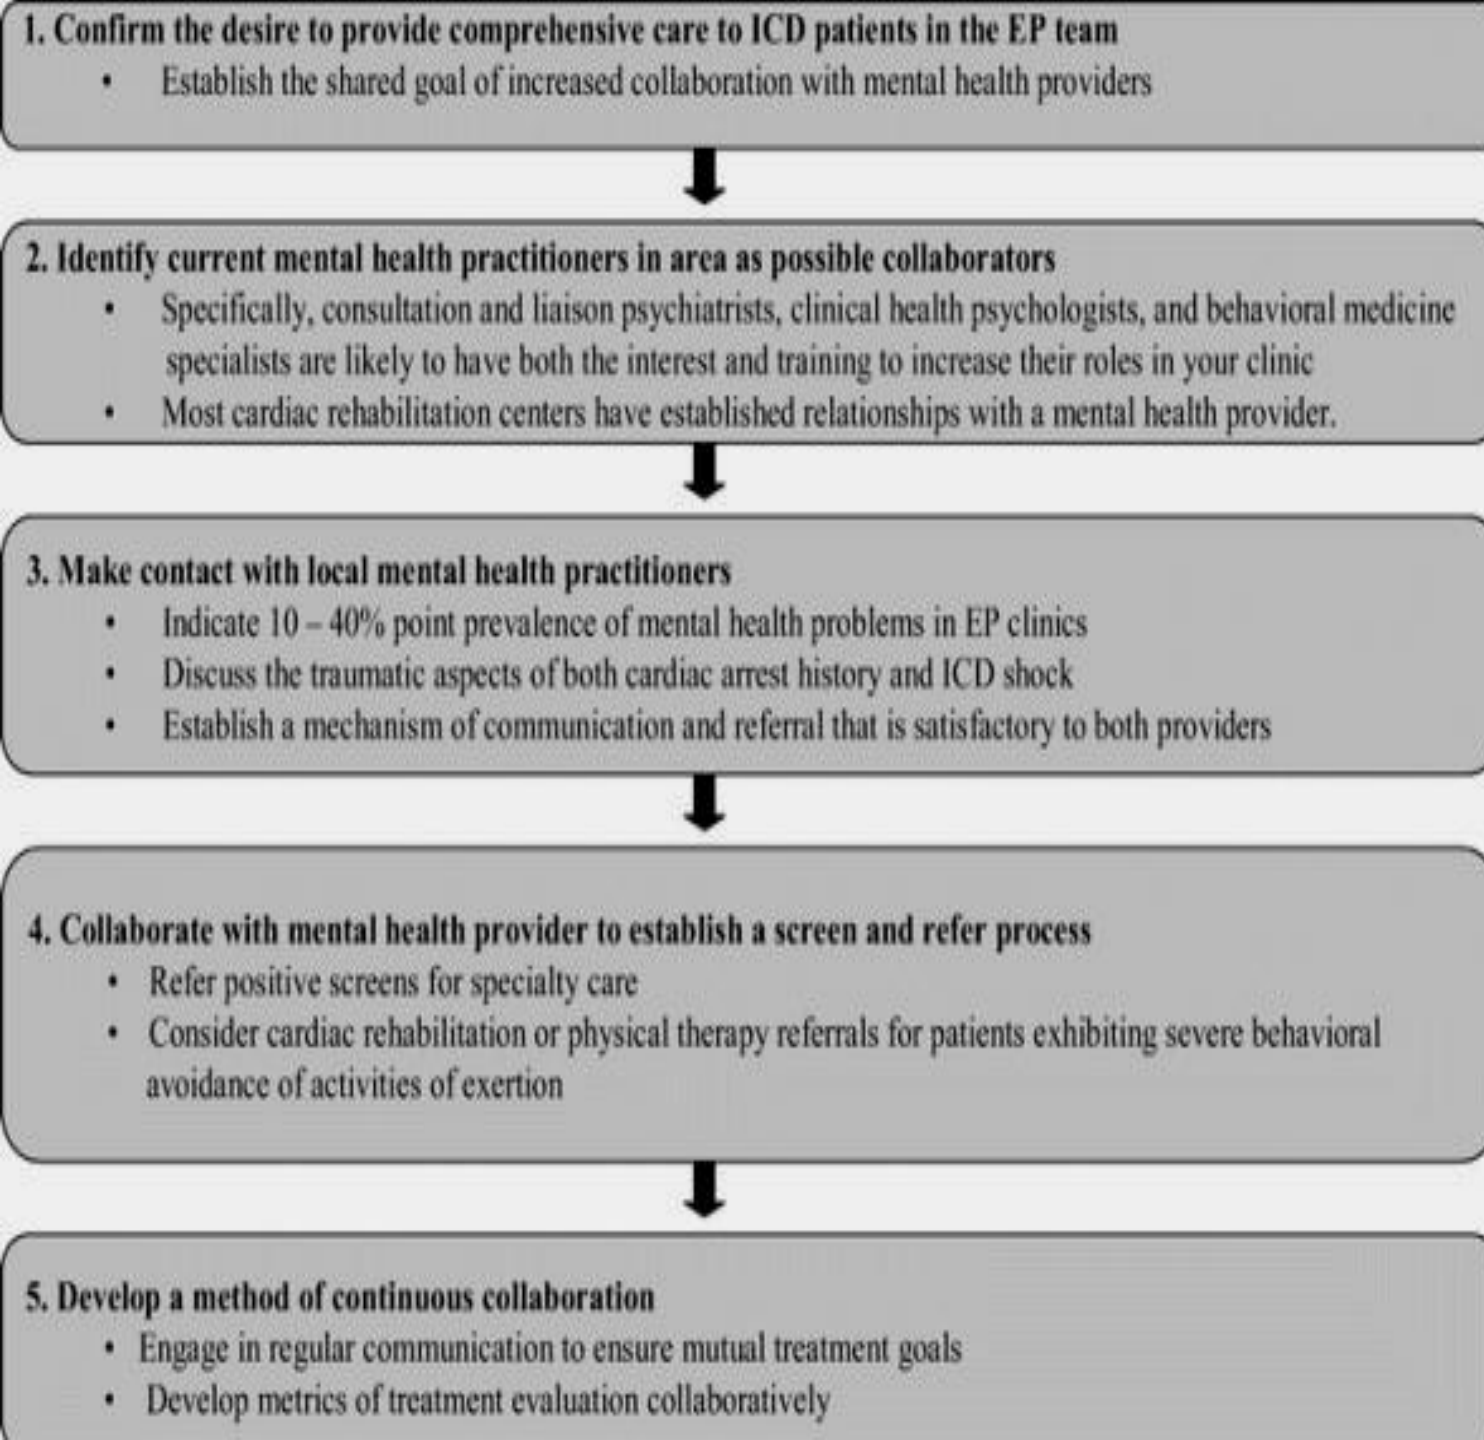 1. Confirm the desire to provide comprehensive care to ICD patients in the EP team
• Establish the shared goal of increased collaboration with mental health providers
2. Identify current mental health practitioners in area as possible collaborators
• Specifically, consultation and liaison psychiatrists, clinical health psychologists, and behavioral medicine
specialists are likely to have both the interest and training to increase their roles in your clinic
• Most cardiac rehabilitation centers have established relationships with a mental health provider.
3. Make contact with local mental health practitioners
• Indicate 10 – 40% point prevalence of mental health problems in EP clinics
• Discuss the traumatic aspects of both cardiac arrest history and ICD shock
• Establish a mechanism of communication and referral that is satisfactory to both providers
4. Collaborate with mental health provider to establish a screen and refer process
• Refer positive screens for specialty care
• Consider cardiac rehabilitation or physical therapy referrals for patients exhibiting severe behavioral
avoidance of activities of exertion
5. Develop a method of continuous collaboration
• Engage in regular communication to ensure mutual treatment goals
• Develop metrics of treatment evaluation collaboratively